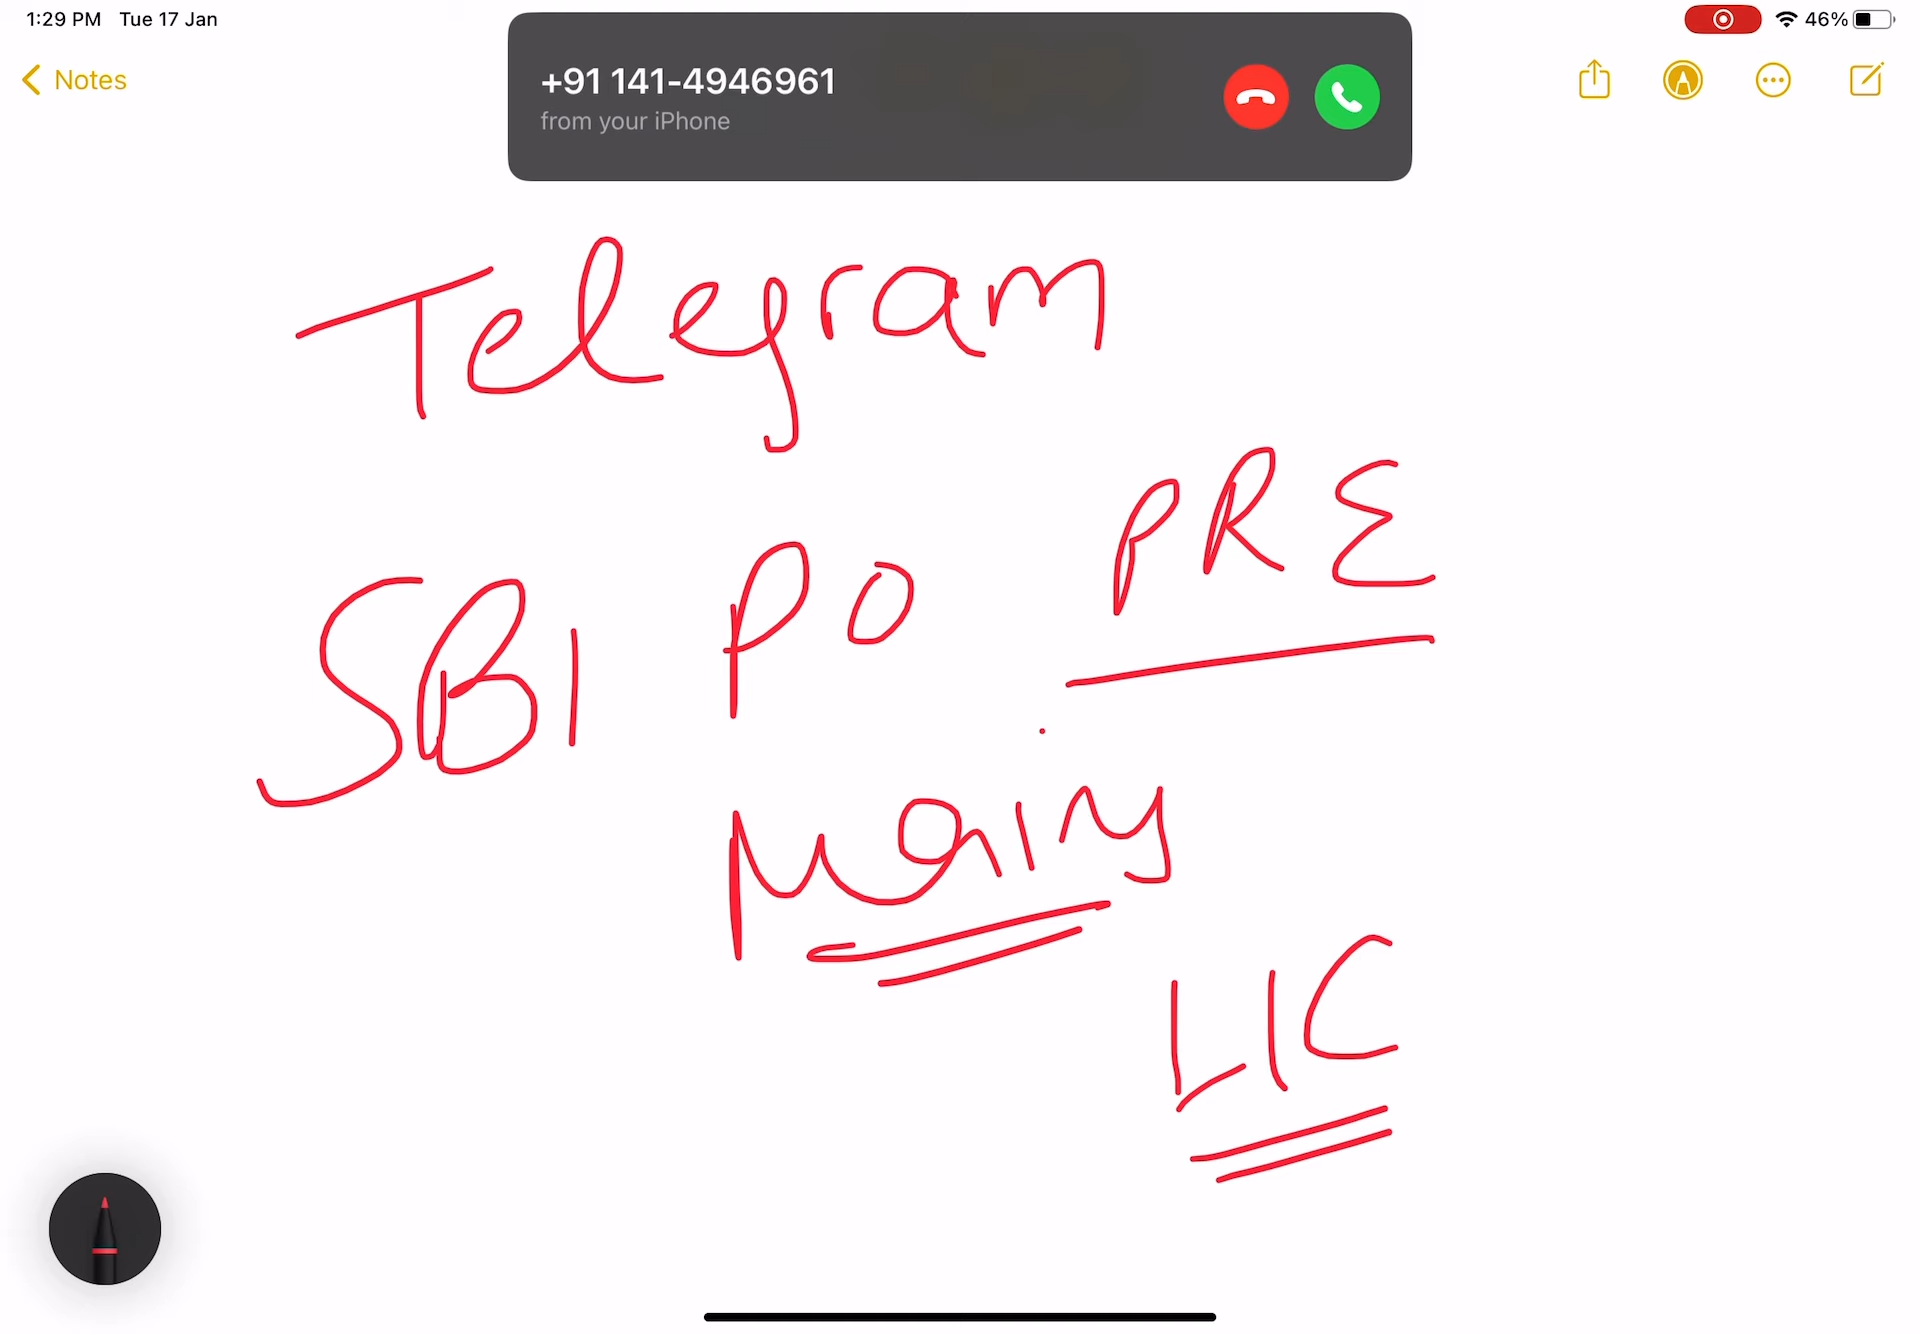 1:29 PM Tue 17 Jan
46%
Notes
+91 141-4946961
from your iPhone
Telegram
SBI PO PRE
Mains
LIC